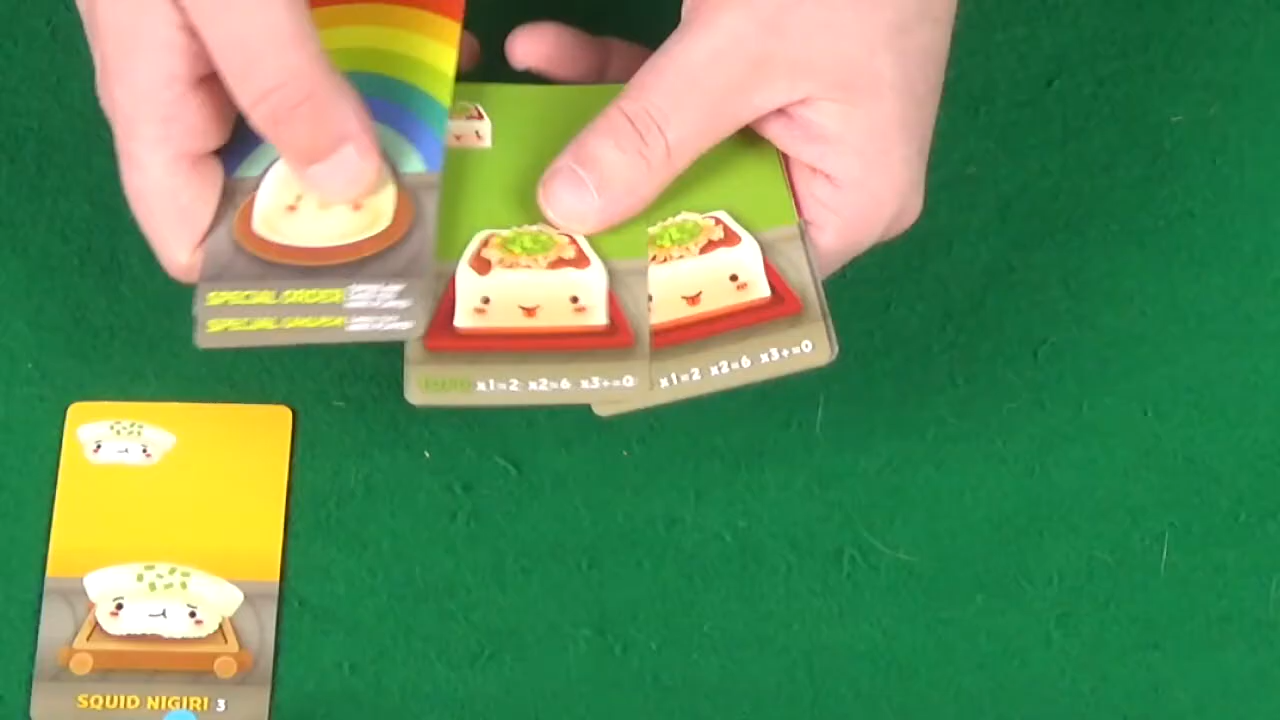 SPECIAL ORDER
SPECIAL ORDER
TOFU x1=2 x2=6 x3+=0
x1=2 x2=6 x3+=0
SQUID NIGIRI 3